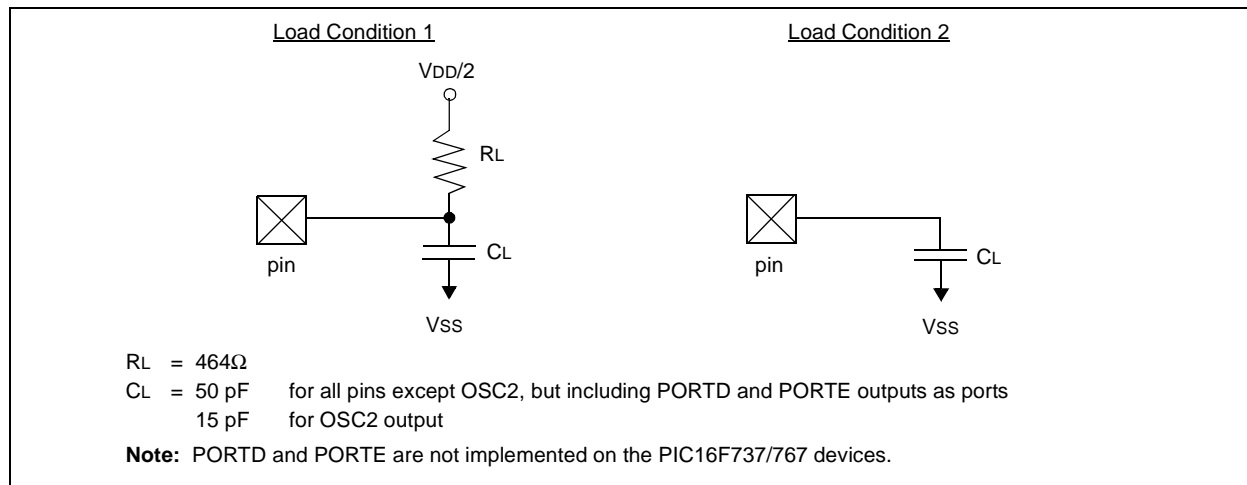 Load Condition 1
Load Condition 2
VDD/2
RL
pin
CL
VSS
pin
CL
VSS
RL = 464Ω
CL = 50 pF for all pins except OSC2, but including PORTD and PORTE outputs as ports
15 pF for OSC2 output
Note: PORTD and PORTE are not implemented on the PIC16F737/767 devices.